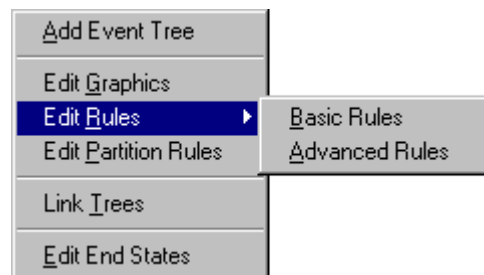 Add Event Tree
Edit Graphics
Edit Rules
Basic Rules
Edit Partition Rules
Advanced Rules
Link Trees
Edit End States